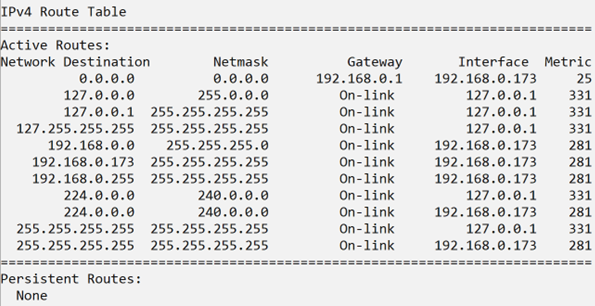 IPv4 Route Table
===========================================================================
Active Routes:
Network Destination        Netmask          Gateway       Interface  Metric
          0.0.0.0          0.0.0.0      192.168.0.1    192.168.0.173     25
        127.0.0.0        255.0.0.0         On-link         127.0.0.1    331
        127.0.0.1  255.255.255.255         On-link         127.0.0.1    331
  127.255.255.255  255.255.255.255         On-link         127.0.0.1    331
      192.168.0.0    255.255.255.0         On-link     192.168.0.173    281
    192.168.0.173  255.255.255.255         On-link     192.168.0.173    281
    192.168.0.255  255.255.255.255         On-link     192.168.0.173    281
        224.0.0.0        240.0.0.0         On-link         127.0.0.1    331
        224.0.0.0        240.0.0.0         On-link     192.168.0.173    281
  255.255.255.255  255.255.255.255         On-link         127.0.0.1    331
  255.255.255.255  255.255.255.255         On-link     192.168.0.173    281
===========================================================================
Persistent Routes:
  None